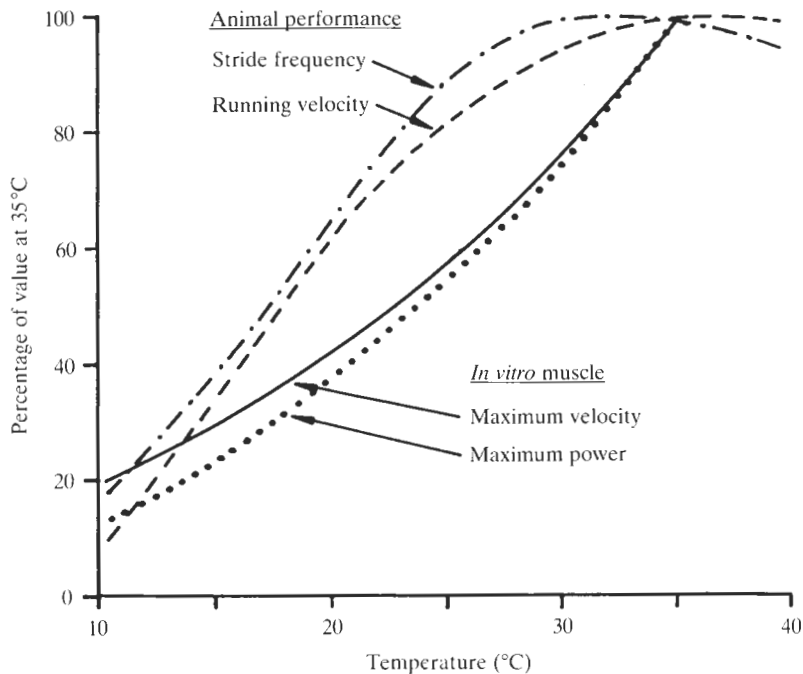 Animal performance
Stride frequency
Running velocity
In vitro muscle
Maximum velocity
Maximum power
Percentage of value at 35°C
100
80
60
40
20
0
10
20
30
40
Temperature (°C)